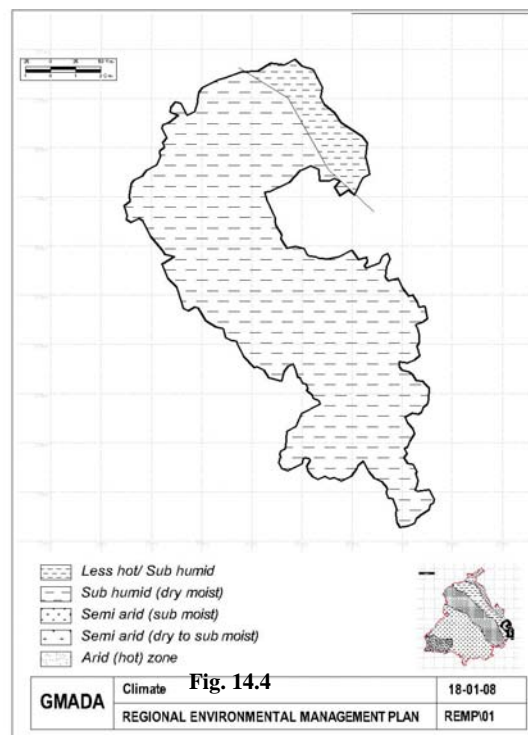 Less hot/ Sub humid
Sub humid (dry moist)
Semi arid (sub moist)
Semi arid (dry to sub moist)
Arid (hot) zone
GMADA
Climate Fig. 14.4 18-01-08
REGIONAL ENVIRONMENTAL MANAGEMENT PLAN REMP\01